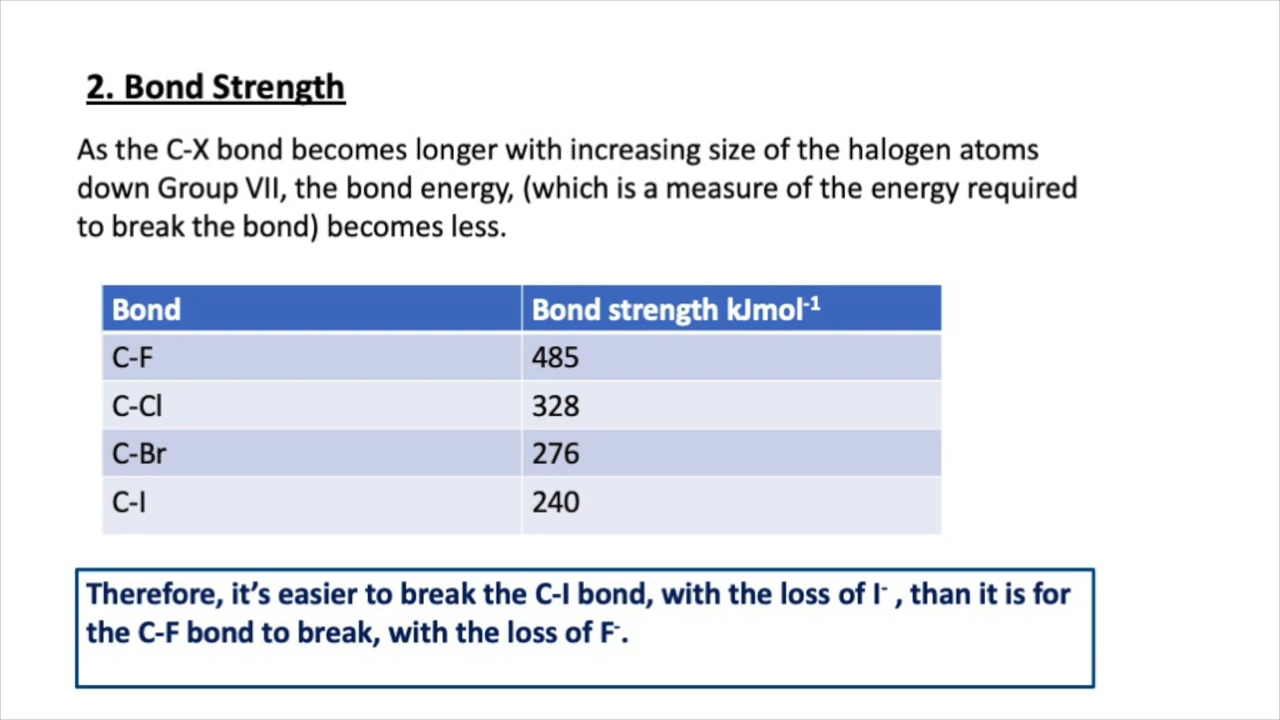 2. Bond Strength
As the C-X bond becomes longer with increasing size of the halogen atoms
down Group VII, the bond energy, (which is a measure of the energy required
to break the bond) becomes less.
Bond Bond strength kJmol⁻¹
C-F 485
C-Cl 328
C-Br 276
C-I 240
Therefore, it’s easier to break the C-I bond, with the loss of I⁻ , than it is for
the C-F bond to break, with the loss of F⁻.